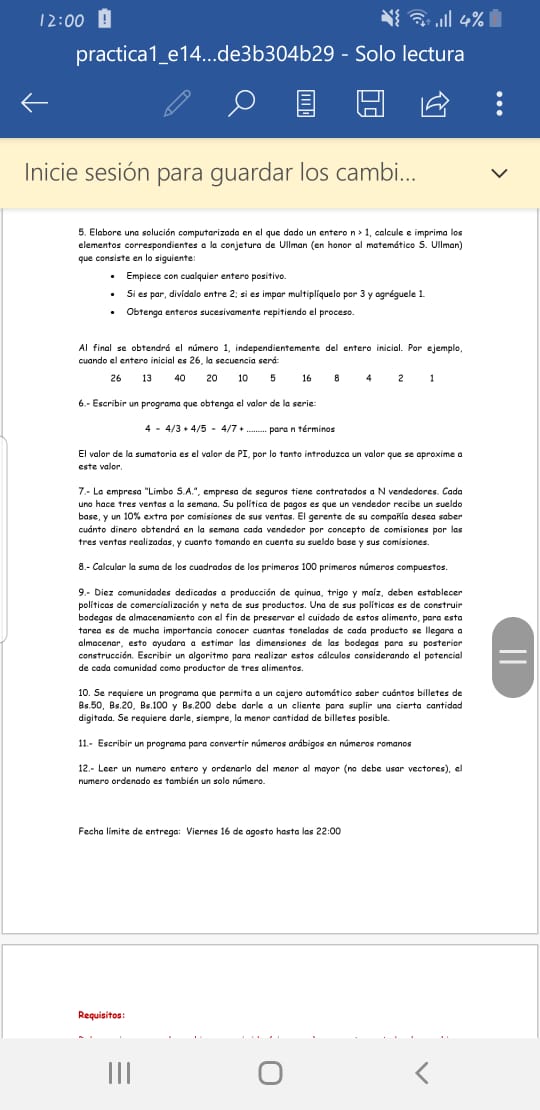 12:00 4%
practica1_e14...de3b304b29 - Solo lectura
Inicie sesión para guardar los cambi...
5. Elabore una solución computarizada en el que dado un entero n > 1, calcule e imprima los
elementos correspondientes a la conjetura de Ullman (en honor al matemático S. Ullman)
que consiste en lo siguiente:
• Empiece con cualquier entero positivo.
• Si es par, divídalo entre 2; si es impar multiplíquelo por 3 y agréguele 1.
• Obtenga enteros sucesivamente repitiendo el proceso.
Al final se obtendrá el número 1, independientemente del entero inicial. Por ejemplo,
cuando el entero inicial es 26, la secuencia será:
26 13 40 20 10 5 16 8 4 2 1
6.- Escribir un programa que obtenga el valor de la serie:
4 - 4/3 + 4/5 - 4/7 + ......... para n términos
El valor de la sumatoria es el valor de PI, por lo tanto introduzca un valor que se aproxime a
este valor.
7.- La empresa "Limbo S.A.", empresa de seguros tiene contratados a N vendedores. Cada
uno hace tres ventas a la semana. Su política de pagos es que un vendedor recibe un sueldo
base, y un 10% extra por comisiones de sus ventas. El gerente de su compañía desea saber
cuánto dinero obtendrá en la semana cada vendedor por concepto de comisiones por las
tres ventas realizadas, y cuanto tomando en cuenta su sueldo base y sus comisiones.
8.- Calcular la suma de los cuadrados de los primeros 100 primeros números compuestos.
9.- Diez comunidades dedicadas a producción de quinua, trigo y maíz, deben establecer
políticas de comercialización y neta de sus productos. Una de sus políticas es de construir
bodegas de almacenamiento con el fin de preservar el cuidado de estos alimento, para esta
tarea es de mucha importancia conocer cuantas toneladas de cada producto se llegara a
almacenar, esto ayudara a estimar las dimensiones de las bodegas para su posterior
construcción. Escribir un algoritmo para realizar estos cálculos considerando el potencial
de cada comunidad como productor de tres alimentos.
10. Se requiere un programa que permita a un cajero automático saber cuántos billetes de
Bs.50, Bs.20, Bs.100 y Bs.200 debe darle a un cliente para suplir una cierta cantidad
digitada. Se requiere darle, siempre, la menor cantidad de billetes posible.
11.- Escribir un programa para convertir números arábigos en números romanos
12.- Leer un numero entero y ordenarlo del menor al mayor (no debe usar vectores), el
numero ordenado es también un solo número.
Fecha límite de entrega: Viernes 16 de agosto hasta las 22:00
Requisitos: